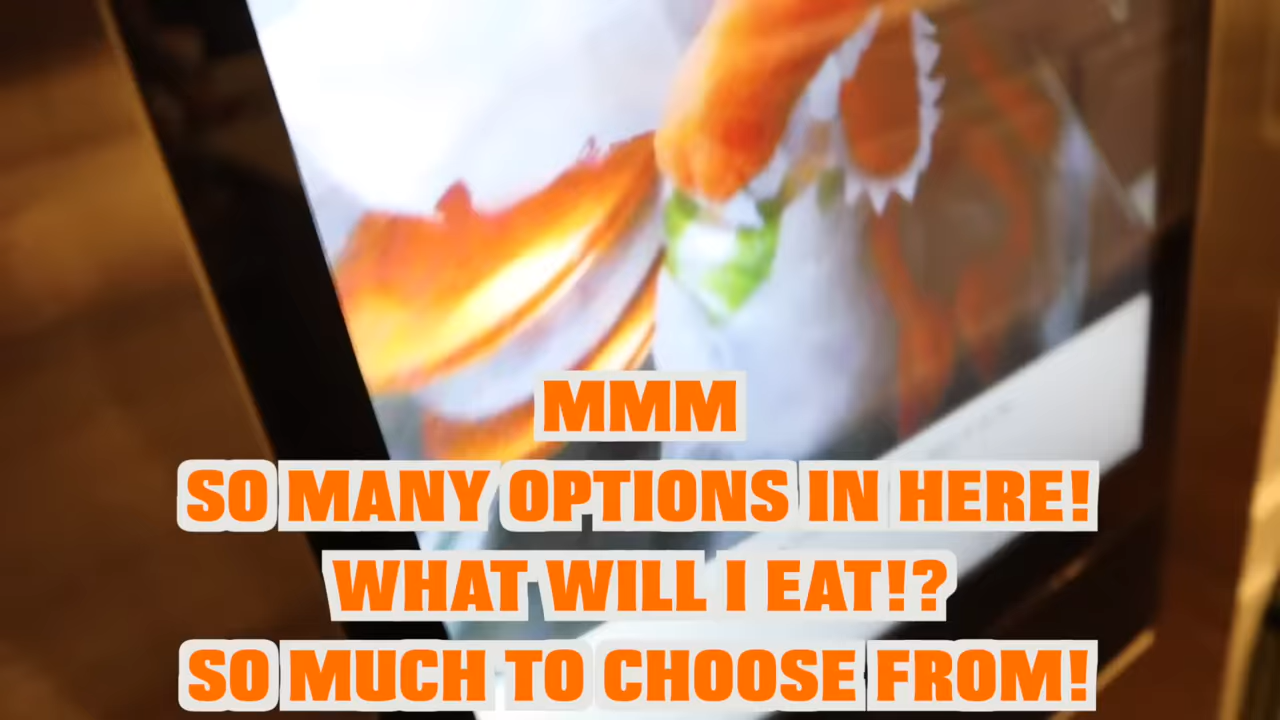 MMM
SO MANY OPTIONS IN HERE!
WHAT WILL I EAT!?
SO MUCH TO CHOOSE FROM!